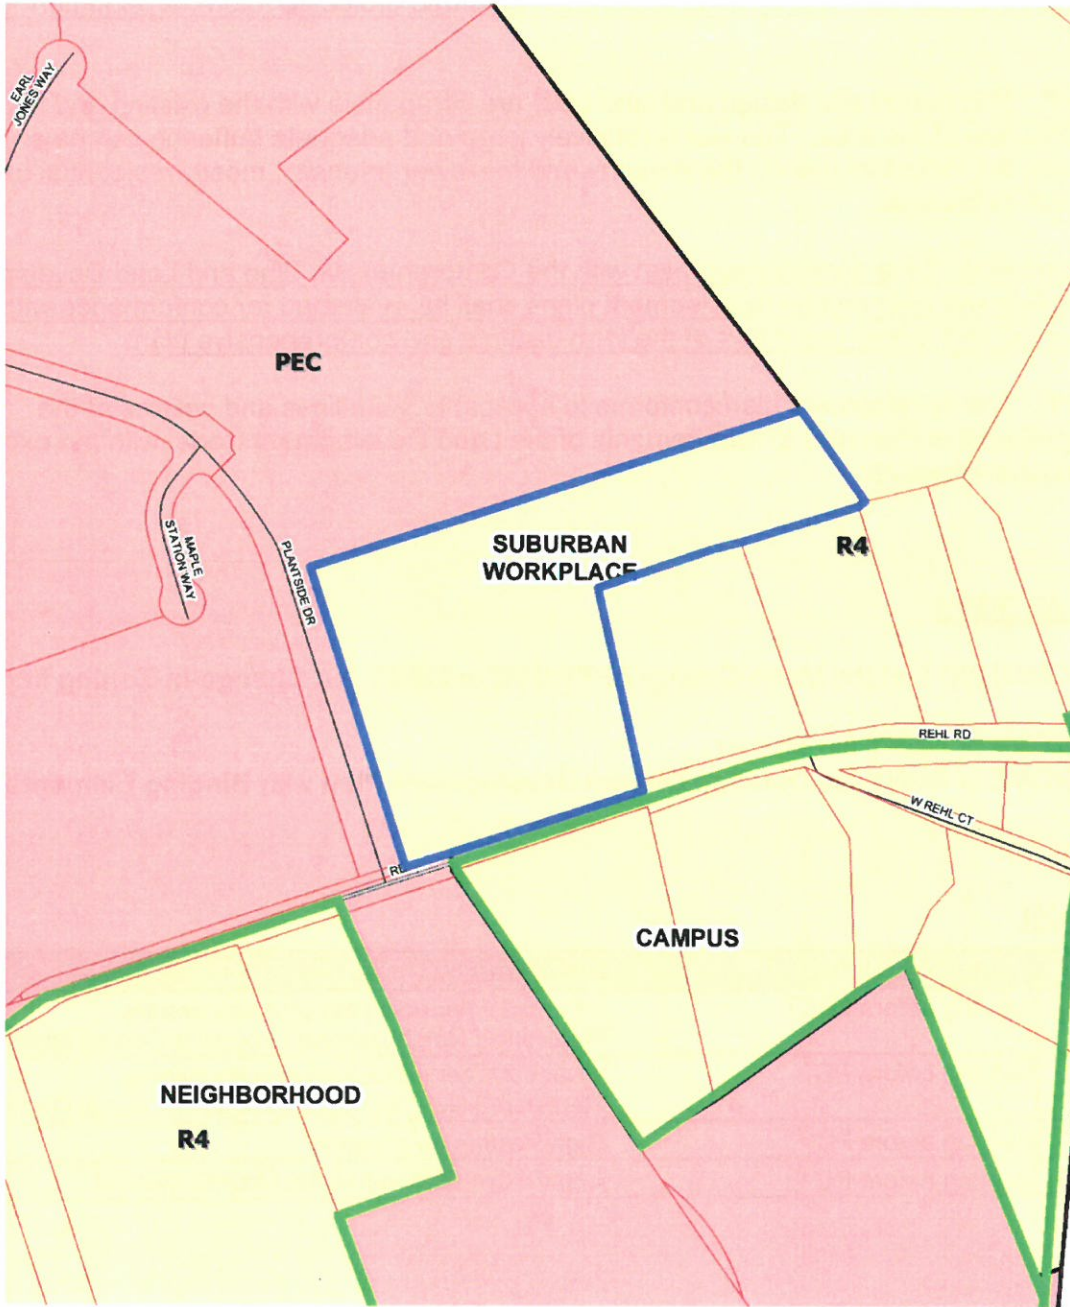 EARL
JONES WAY
PEC
MAPLE
STATION WAY
PLANTSIDE DR
SUBURBAN
WORKPLACE
R4
REHL RD
W REHL CT
CAMPUS
NEIGHBORHOOD
R4